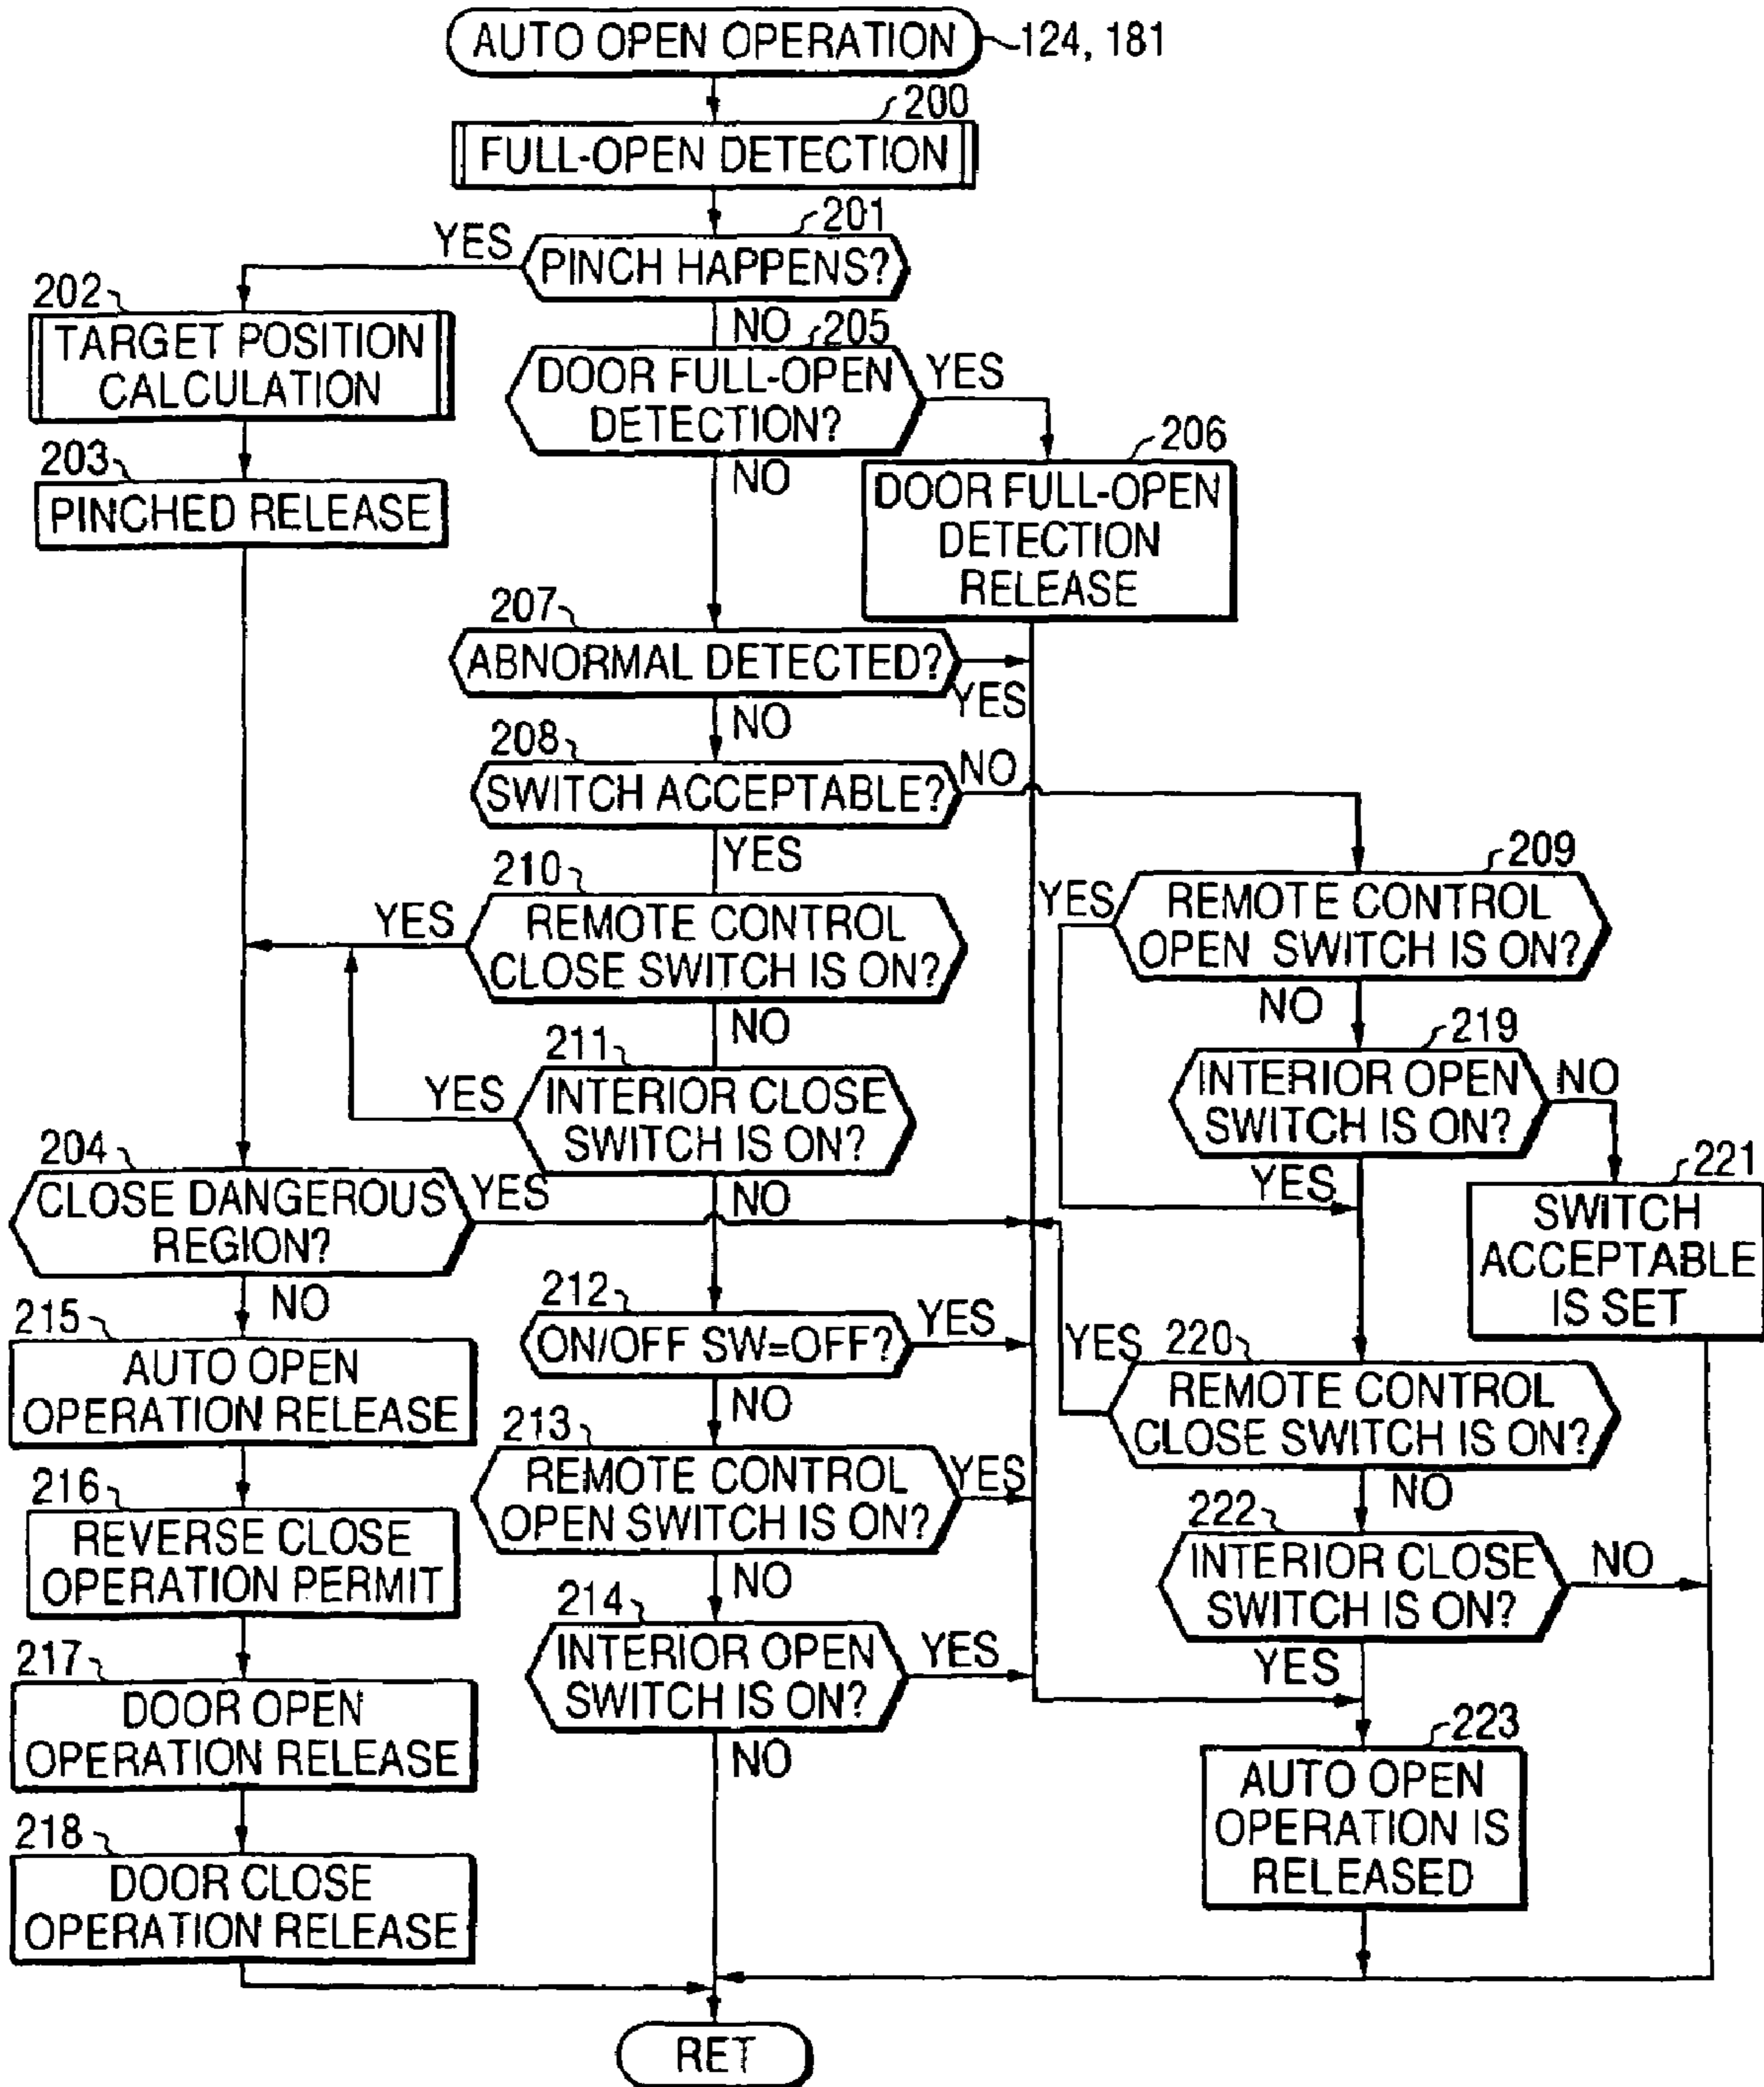 AUTO OPEN OPERATION
124, 181
200
FULL-OPEN DETECTION
201
PINCH HAPPENS?
YES
NO
202
TARGET POSITION
CALCULATION
203
PINCHED RELEASE
205
DOOR FULL-OPEN
DETECTION?
YES
NO
206
DOOR FULL-OPEN
DETECTION
RELEASE
207
ABNORMAL DETECTED?
YES
NO
208
SWITCH ACCEPTABLE?
NO
YES
210
REMOTE CONTROL
CLOSE SWITCH IS ON?
YES
NO
209
REMOTE CONTROL
OPEN SWITCH IS ON?
YES
NO
211
INTERIOR CLOSE
SWITCH IS ON?
YES
NO
219
INTERIOR OPEN
SWITCH IS ON?
NO
YES
204
CLOSE DANGEROUS
REGION?
YES
NO
221
SWITCH
ACCEPTABLE
IS SET
212
ON/OFF SW=OFF?
YES
NO
215
AUTO OPEN
OPERATION RELEASE
220
REMOTE CONTROL
CLOSE SWITCH IS ON?
YES
NO
213
REMOTE CONTROL
OPEN SWITCH IS ON?
YES
NO
216
REVERSE CLOSE
OPERATION PERMIT
222
INTERIOR CLOSE
SWITCH IS ON?
NO
YES
214
INTERIOR OPEN
SWITCH IS ON?
YES
NO
217
DOOR OPEN
OPERATION RELEASE
223
AUTO OPEN
OPERATION IS
RELEASED
218
DOOR CLOSE
OPERATION RELEASE
RET